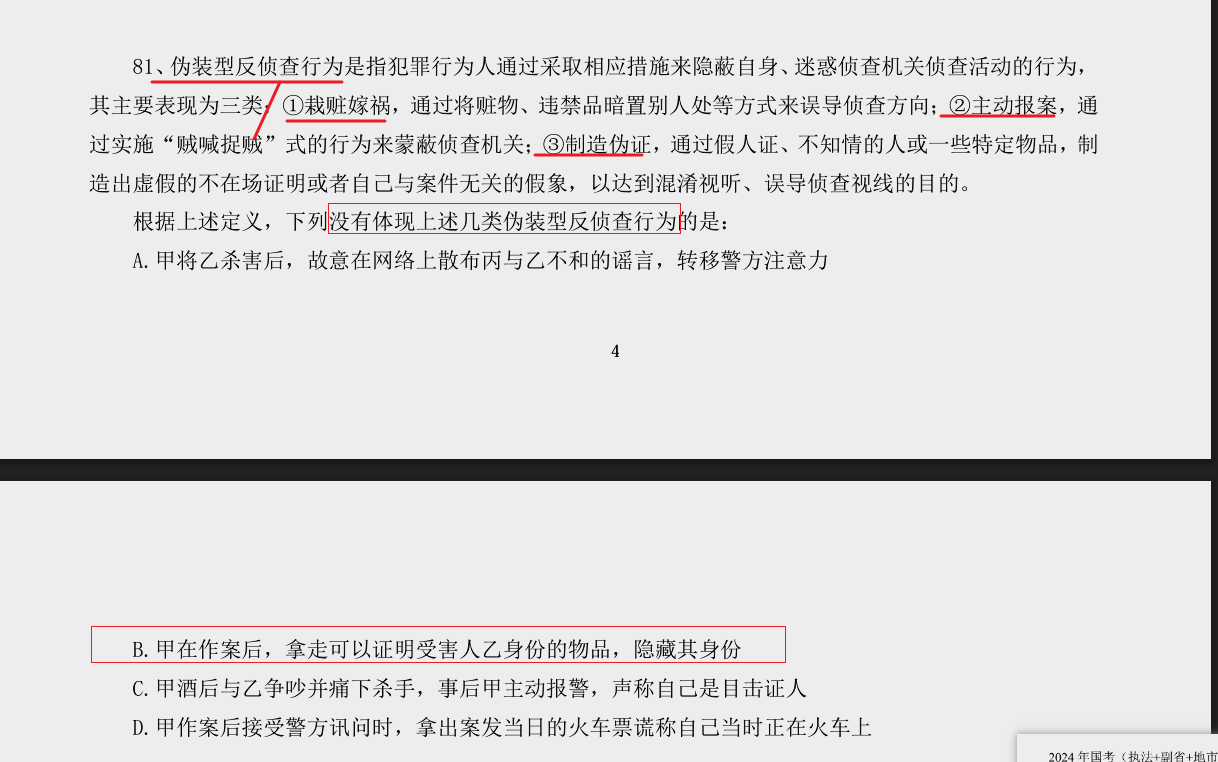 81、伪装型反侦查行为是指犯罪行为人通过采取相应措施来隐蔽自身、迷惑侦查机关侦查活动的行为，
其主要表现为三类：①栽赃嫁祸，通过将赃物、违禁品暗置别人处等方式来误导侦查方向；②主动报案，通
过实施“贼喊捉贼”式的行为来蒙蔽侦查机关；③制造伪证，通过假人证、不知情的人或一些特定物品，制
造出虚假的不在场证明或者自己与案件无关的假象，以达到混淆视听、误导侦查视线的目的。
根据上述定义，下列没有体现上述几类伪装型反侦查行为的是：
A. 甲将乙杀害后，故意在网络上散布丙与乙不和的谣言，转移警方注意力
4
B. 甲在作案后，拿走可以证明受害人乙身份的物品，隐藏其身份
C. 甲酒后与乙争吵并痛下杀手，事后甲主动报警，声称自己是目击证人
D. 甲作案后接受警方讯问时，拿出案发当日的火车票谎称自己当时正在火车上
2024 年国考（执法+副省+地市